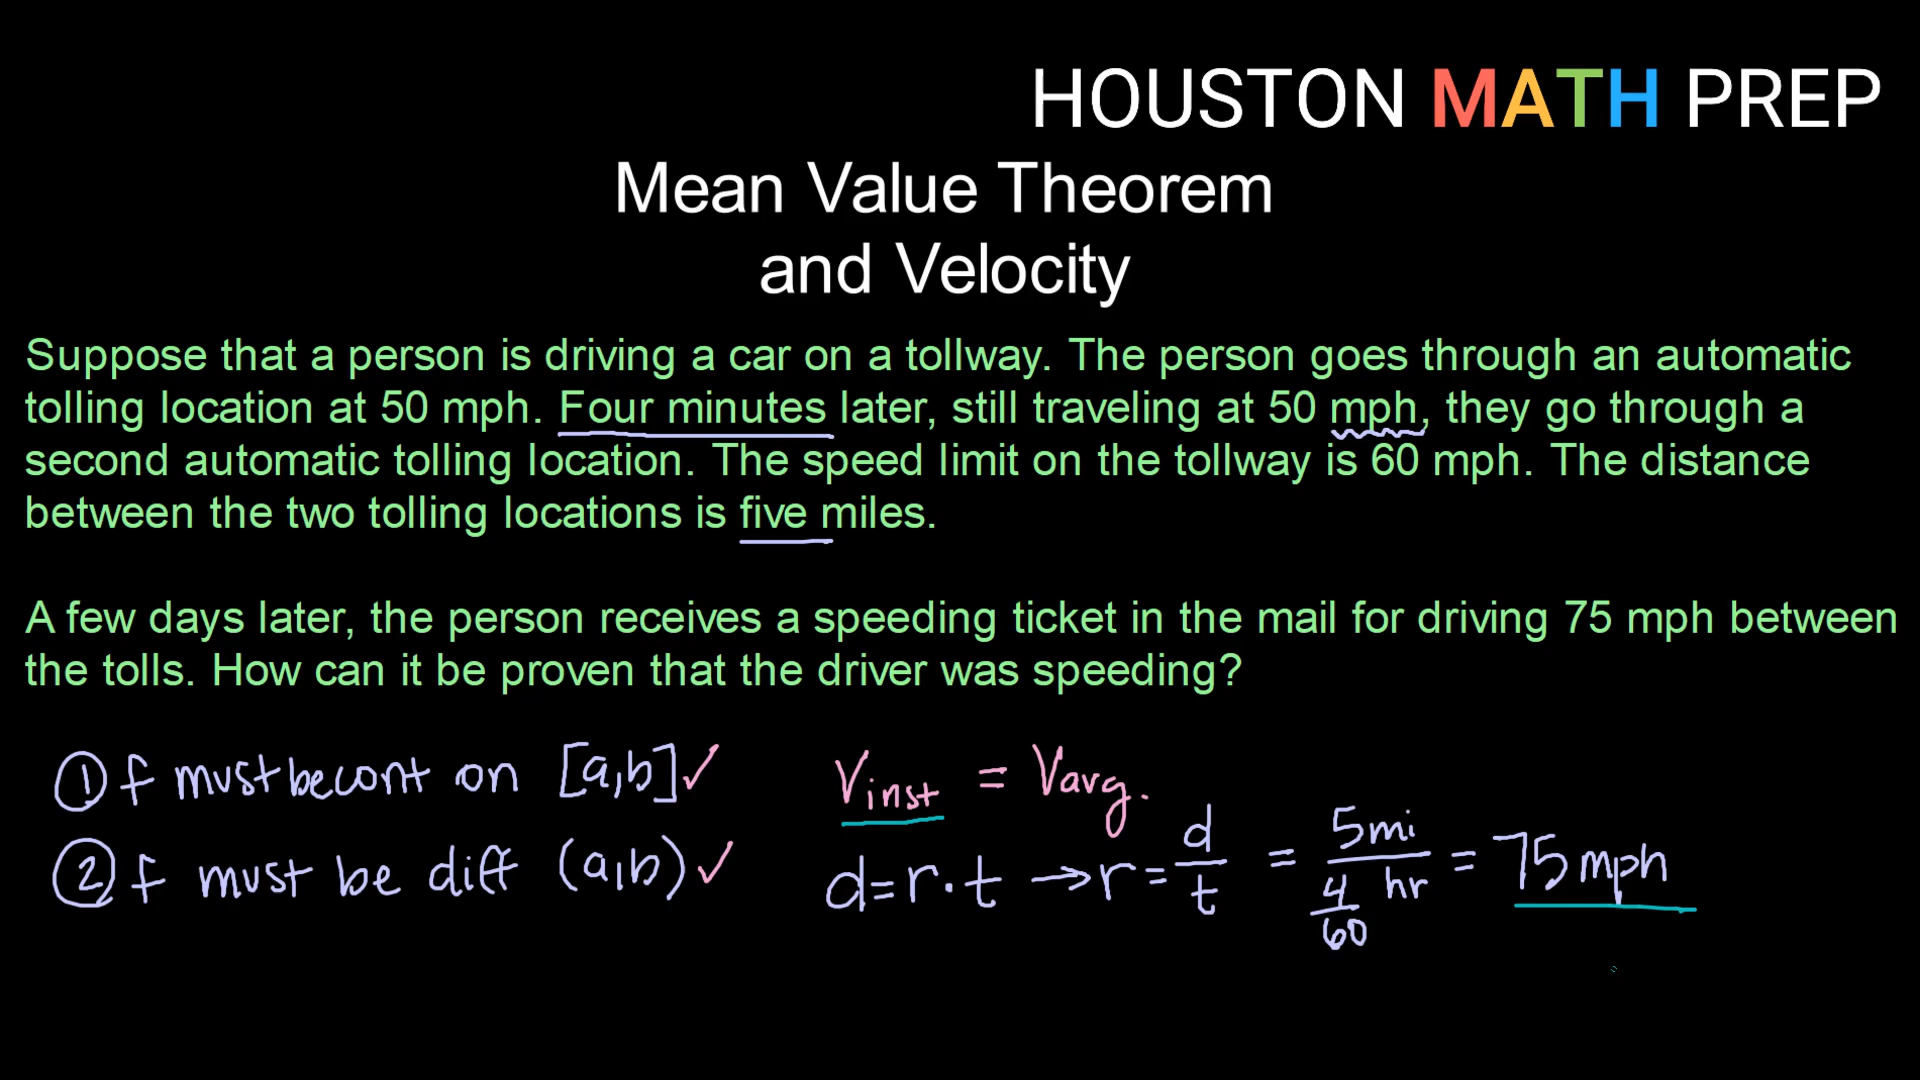 HOUSTON MATH PREP
Mean Value Theorem
and Velocity
Suppose that a person is driving a car on a tollway. The person goes through an automatic
tolling location at 50 mph. Four minutes later, still traveling at 50 mph, they go through a
second automatic tolling location. The speed limit on the tollway is 60 mph. The distance
between the two tolling locations is five miles.
A few days later, the person receives a speeding ticket in the mail for driving 75 mph between
the tolls. How can it be proven that the driver was speeding?
① f must be cont on [a,b] ✓
② f must be diff (a,b) ✓
Vinst = Vavg.
d = r·t → r = d/t = 5mi / (4/60 hr) = 75 mph